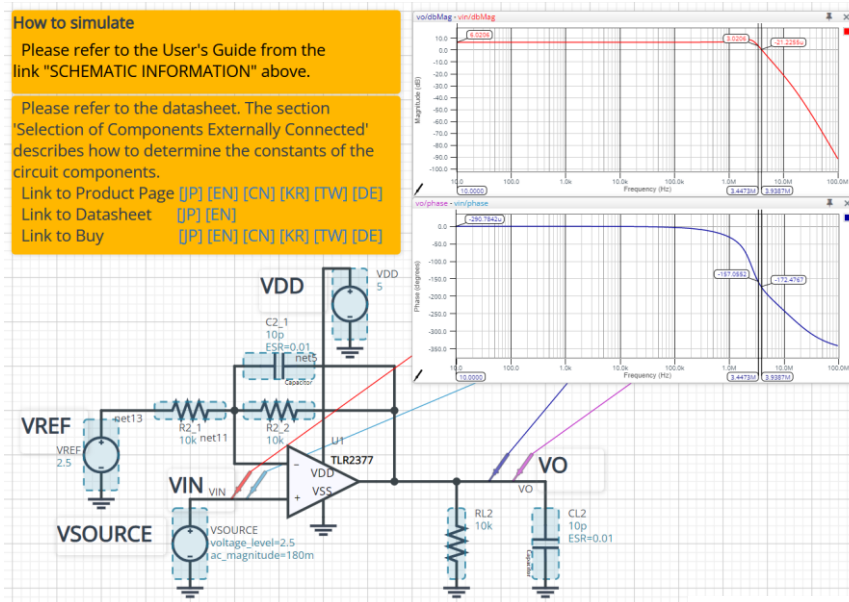 How to simulate
Please refer to the User's Guide from the
link "SCHEMATIC INFORMATION" above.
Please refer to the datasheet. The section
'Selection of Components Externally Connected'
describes how to determine the constants of the
circuit components.
Link to Product Page [JP] [EN] [CN] [KR] [TW] [DE]
Link to Datasheet [JP] [EN]
Link to Buy [JP] [EN] [CN] [KR] [TW] [DE]
vo/dbMag - vin/dbMag
Magnitude (dB)
10.0
0.0
-10.0
-20.0
-30.0
-40.0
-50.0
-60.0
-70.0
-80.0
-90.0
-100.0
6.0206
3.0206
10.0 100.0 1.0k 10.0k 100.0k 1.0M 10.0M 100M
10.0000
Frequency (Hz)
3.4473M 3.9387M
vo/phase - vin/phase
Phase (degrees)
0.0
-50.0
-100.0
-150.0
-200.0
-250.0
-300.0
-350.0
-290.7642u
-172.4767
10.0 100.0 1.0k 10.0k 100.0k 1.0M 10.0M 100M
10.0000
Frequency (Hz)
3.4473M 3.9387M
VDD
VDD
5
C2_1
10p
ESR=0.01
net5
Capacitor
VREF
net13
VREF
2.5
R2_1
10k
net11
R2_2
10k
U1
TLR2377
VDD
VSS
-
+
VIN
VIN
VSOURCE
VSOURCE
voltage_level=2.5
ac_magnitude=180m
VO
VO
RL2
10k
CL2
10p
ESR=0.01
Capacitor